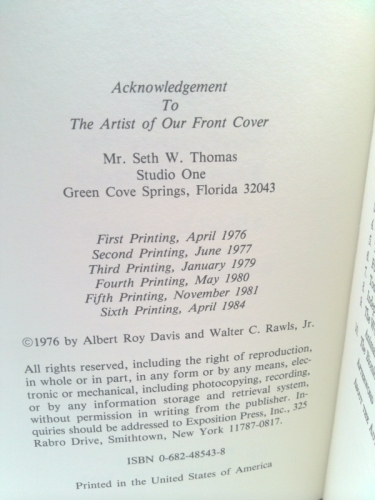 Acknowledgement
To
The Artist of Our Front Cover
Mr. Seth W. Thomas
Studio One
Green Cove Springs, Florida 32043
First Printing, April 1976
Second Printing, June 1977
Third Printing, January 1979
Fourth Printing, May 1980
Fifth Printing, November 1981
Sixth Printing, April 1984
©1976 by Albert Roy Davis and Walter C. Rawls, Jr.
All rights reserved, including the right of reproduction,
in whole or in part, in any form or by any means, elec-
tronic or mechanical, including photocopying, recording,
or by any information storage and retrieval system,
without permission in writing from the publisher. In-
quiries should be addressed to Exposition Press, Inc., 325
Rabro Drive, Smithtown, New York 11787-0817.
ISBN 0-682-48543-8
Printed in the United States of America